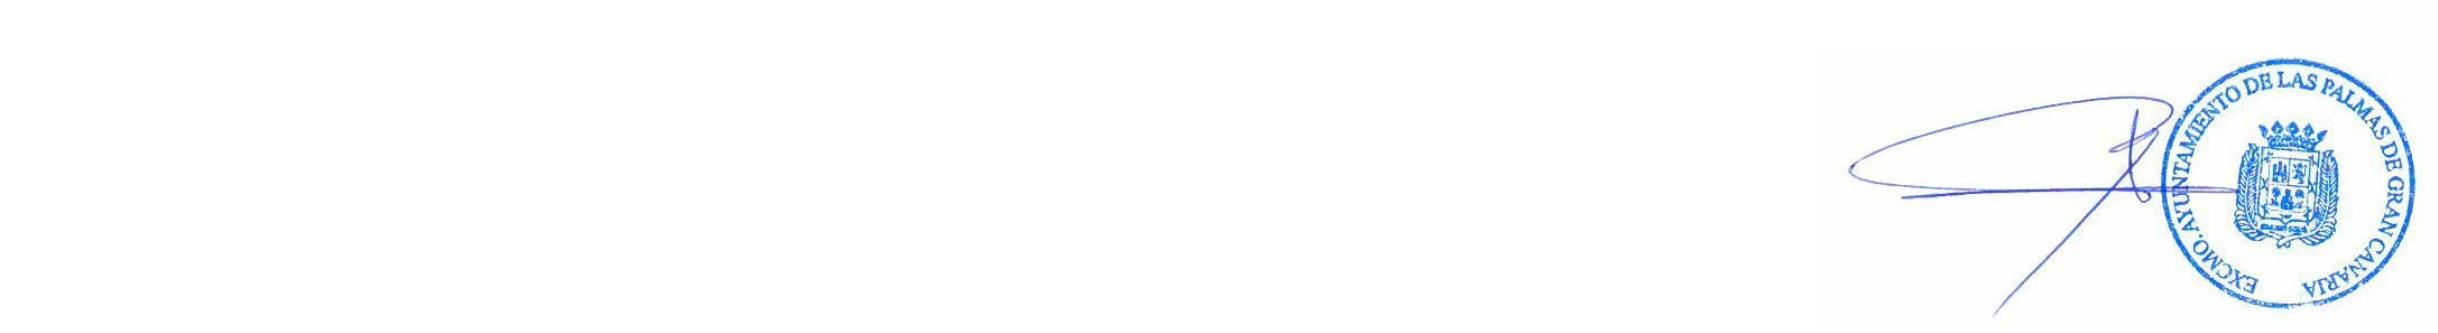 EXCMO. AYUNTAMIENTO DE LAS PALMAS DE GRAN CANARIA